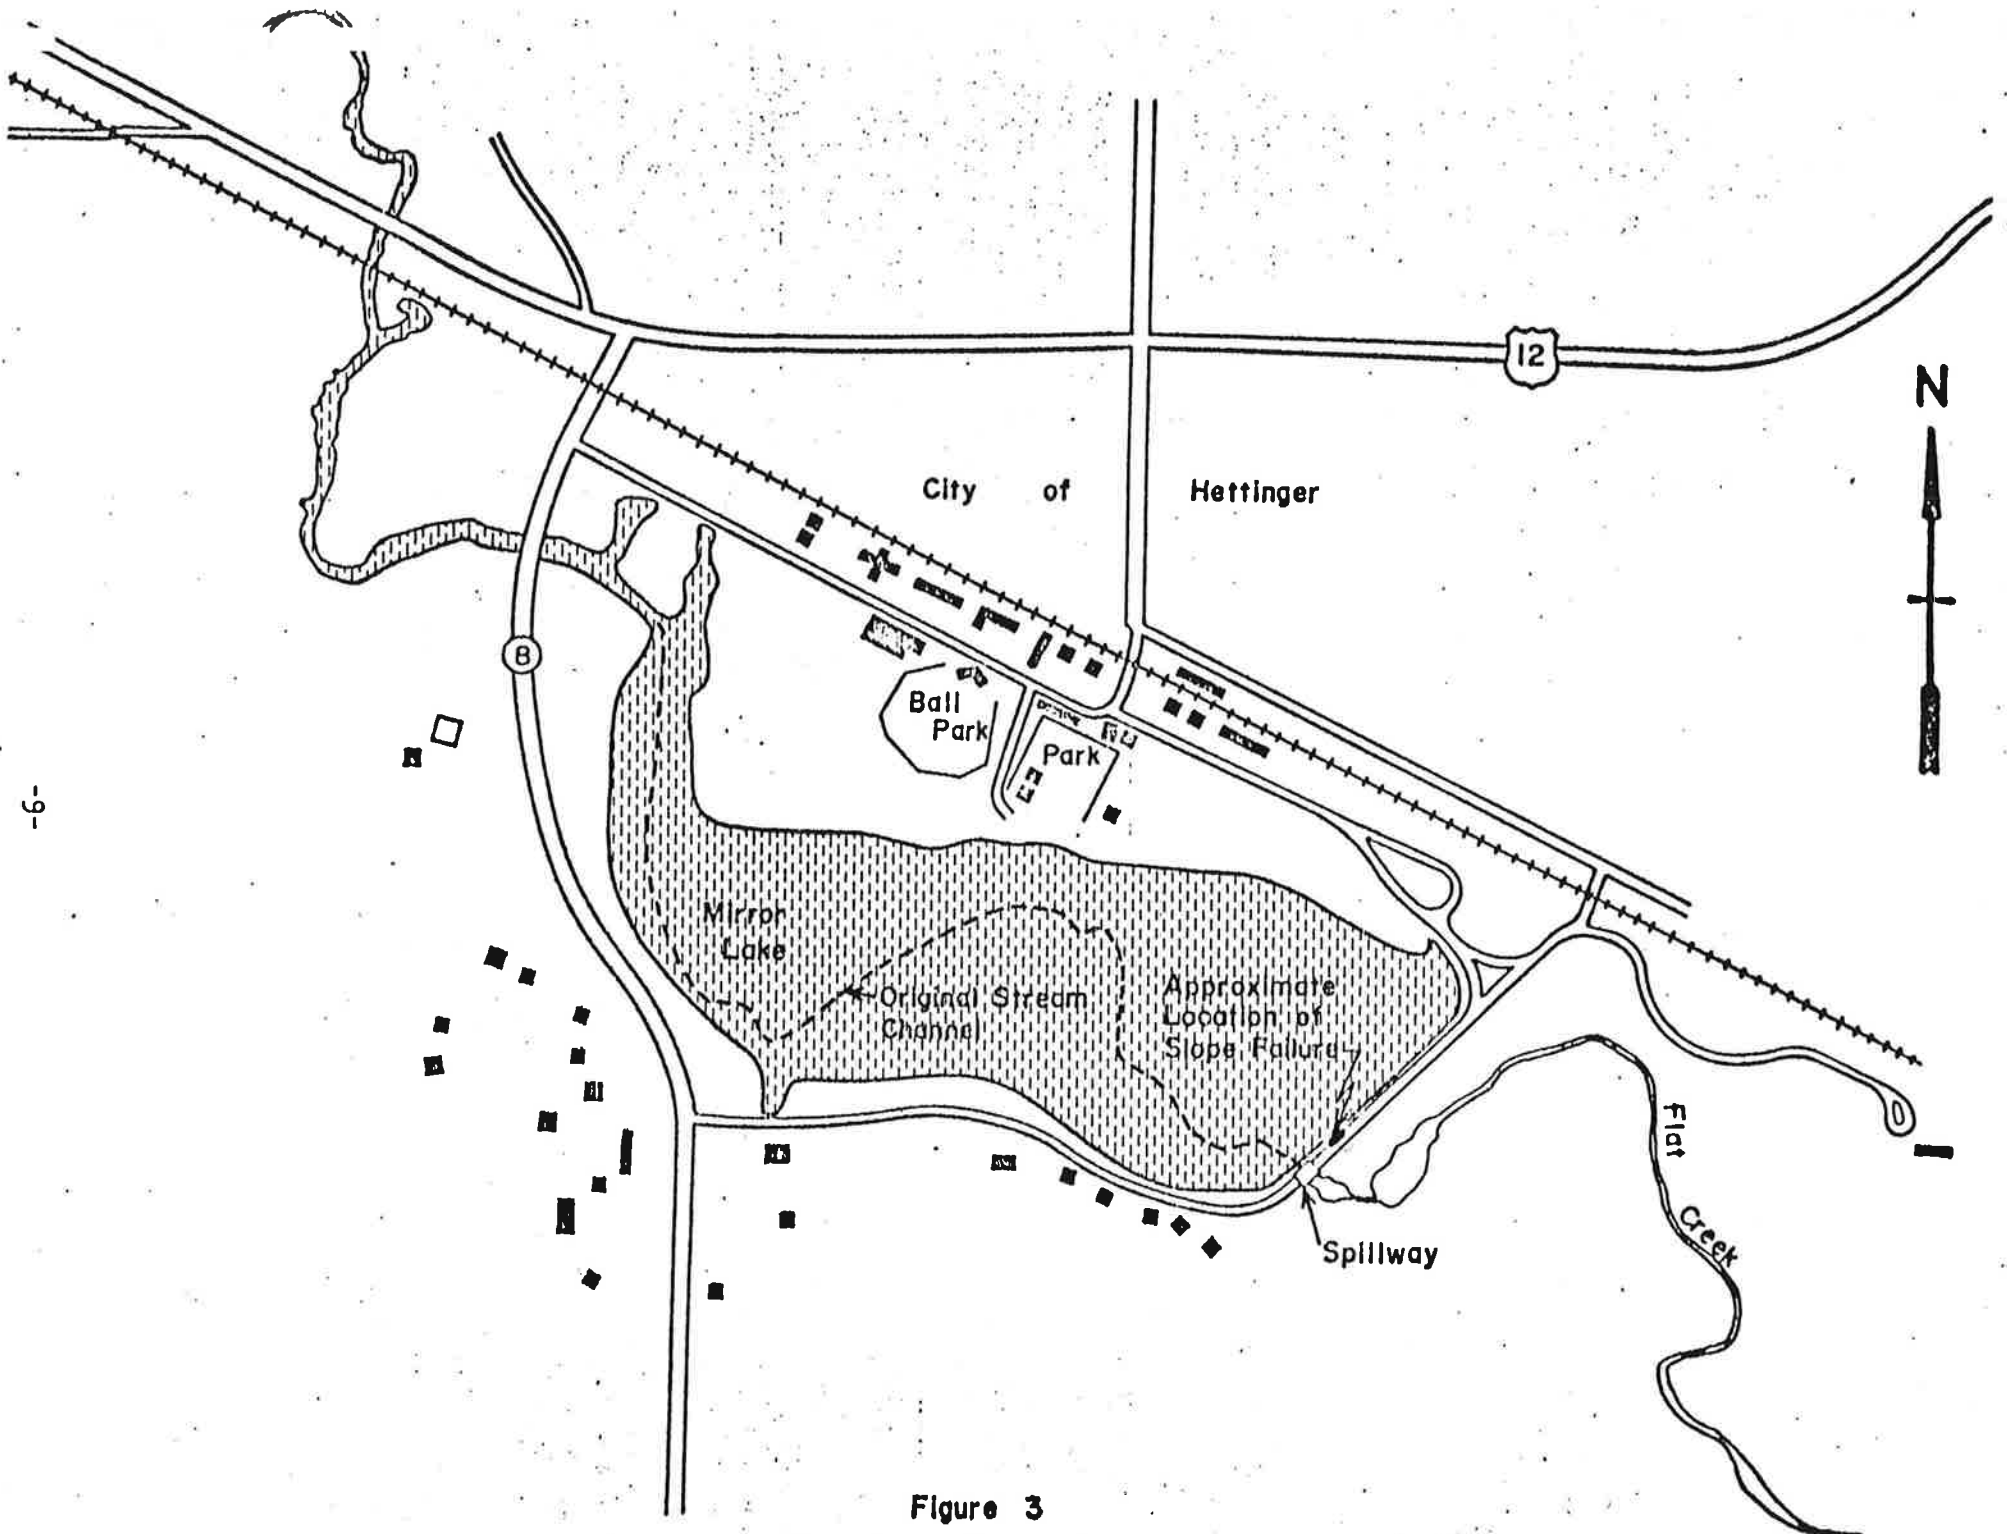 12
N
City of Hettinger
8
Ball
Park
Park
-6-
Mirror
Lake
Original Stream
Channel
Approximate
Location of
Slope Failure
Flat
Creek
Spillway
Figure 3